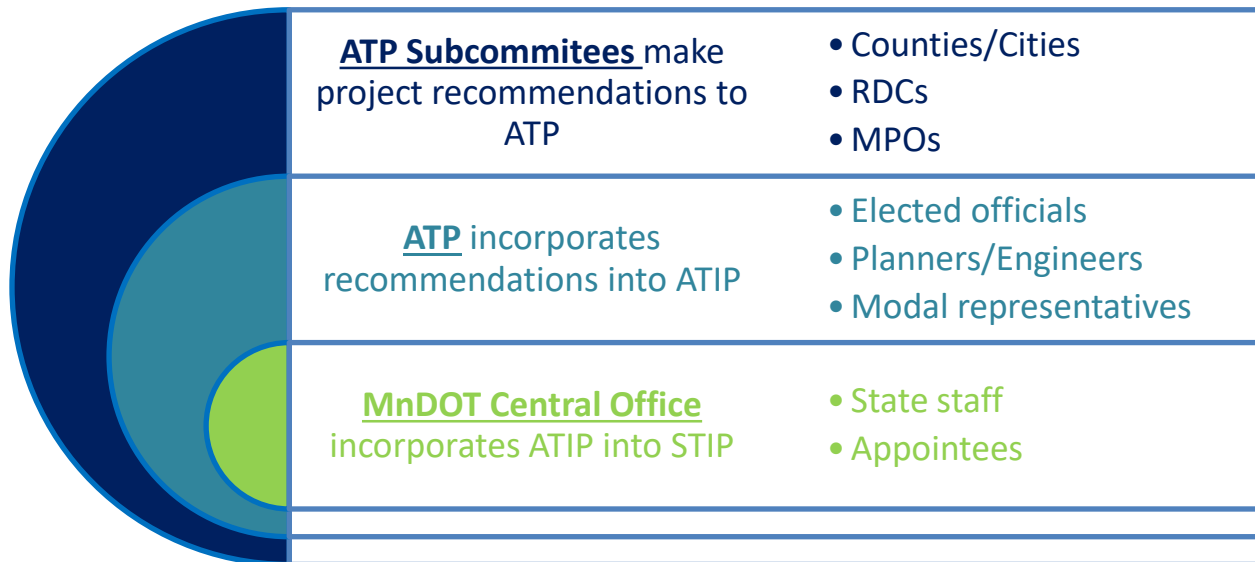 ATP Subcommitees make
project recommendations to
ATP
• Counties/Cities
• RDCs
• MPOs
ATP incorporates
recommendations into ATIP
• Elected officials
• Planners/Engineers
• Modal representatives
MnDOT Central Office
incorporates ATIP into STIP
• State staff
• Appointees